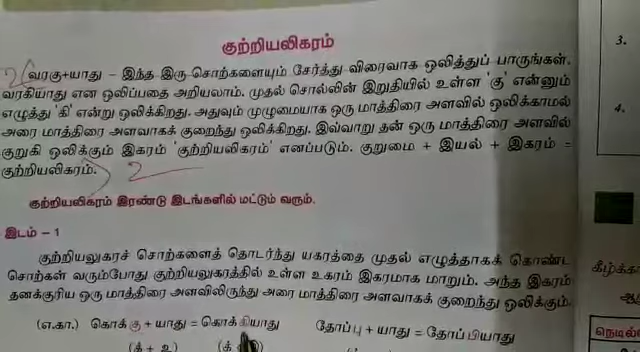 குற்றியலிகரம்
வரகு+யாது – இந்த இரு சொற்களையும் சேர்த்து விரைவாக ஒலித்துப் பாருங்கள்.
வரகியாது என ஒலிப்பதை அறியலாம். முதல் சொல்லின் இறுதியில் உள்ள 'கு' என்னும்
எழுத்து 'கி' என்று ஒலிக்கிறது. அதுவும் முழுமையாக ஒரு மாத்திரை அளவில் ஒலிக்காமல்
அரை மாத்திரை அளவாகக் குறைந்து ஒலிக்கிறது. இவ்வாறு தன் ஒரு மாத்திரை அளவில்
குறுகி ஒலிக்கும் இகரம் 'குற்றியலிகரம்' எனப்படும். குறுமை + இயல் + இகரம் =
குற்றியலிகரம்.
2
குற்றியலிகரம் இரண்டு இடங்களில் மட்டும் வரும்.
இடம் – 1
குற்றியலுகரச் சொற்களைத் தொடர்ந்து யகரத்தை முதல் எழுத்தாகக் கொண்ட
சொற்கள் வரும்போது குற்றியலுகரத்தில் உள்ள உகரம் இகரமாக மாறும். அந்த இகரம்
தனக்குரிய ஒரு மாத்திரை அளவிலிருந்து அரை மாத்திரை அளவாகக் குறைந்து ஒலிக்கும்.
(எ.கா.) கொக்கு + யாது = கொக்கியாது தோப்பு + யாது = தோப்பியாது
(க் + உ)
3.
4.